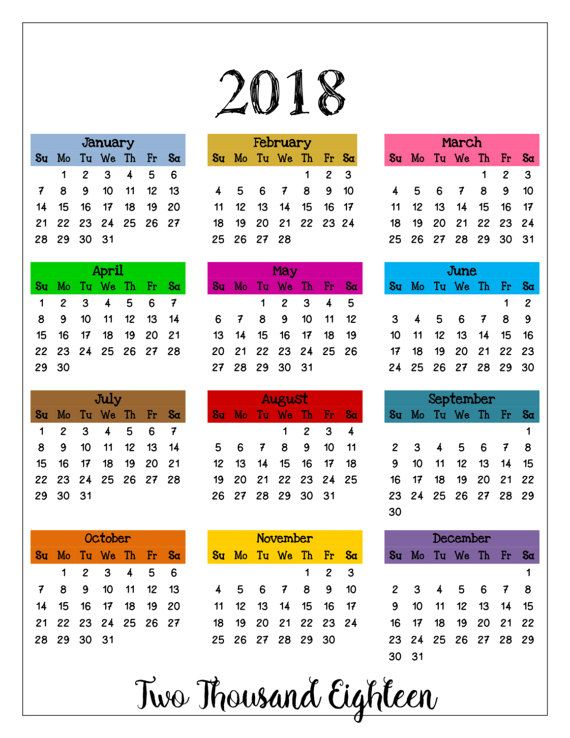 2018
January February March
Su Mo Tu We Th Fr Sa Su Mo Tu We Th Fr Sa Su Mo Tu We Th Fr Sa
1 2 3 4 5 6 1 2 3 1 2 3
7 8 9 10 11 12 13 4 5 6 7 8 9 10 4 5 6 7 8 9 10
14 15 16 17 18 19 20 11 12 13 14 15 16 17 11 12 13 14 15 16 17
21 22 23 24 25 26 27 18 19 20 21 22 23 24 18 19 20 21 22 23 24
28 29 30 31 25 26 27 28 25 26 27 28 29 30 31
April May June
Su Mo Tu We Th Fr Sa Su Mo Tu We Th Fr Sa Su Mo Tu We Th Fr Sa
1 2 3 4 5 6 7 1 2 3 4 5 1 2
8 9 10 11 12 13 14 6 7 8 9 10 11 12 3 4 5 6 7 8 9
15 16 17 18 19 20 21 13 14 15 16 17 18 19 10 11 12 13 14 15 16
22 23 24 25 26 27 28 20 21 22 23 24 25 26 17 18 19 20 21 22 23
29 30 27 28 29 30 31 24 25 26 27 28 29 30
July August September
Su Mo Tu We Th Fr Sa Su Mo Tu We Th Fr Sa Su Mo Tu We Th Fr Sa
1 2 3 4 5 6 7 1 2 3 4 1
8 9 10 11 12 13 14 5 6 7 8 9 10 11 2 3 4 5 6 7 8
15 16 17 18 19 20 21 12 13 14 15 16 17 18 9 10 11 12 13 14 15
22 23 24 25 26 27 28 19 20 21 22 23 24 25 16 17 18 19 20 21 22
29 30 31 26 27 28 29 30 31 23 24 25 26 27 28 29
30
October November December
Su Mo Tu We Th Fr Sa Su Mo Tu We Th Fr Sa Su Mo Tu We Th Fr Sa
1 2 3 4 5 6 1 2 3 1
7 8 9 10 11 12 13 4 5 6 7 8 9 10 2 3 4 5 6 7 8
14 15 16 17 18 19 20 11 12 13 14 15 16 17 9 10 11 12 13 14 15
21 22 23 24 25 26 27 18 19 20 21 22 23 24 16 17 18 19 20 21 22
28 29 30 31 25 26 27 28 29 30 23 24 25 26 27 28 29
30 31
Two Thousand Eighteen